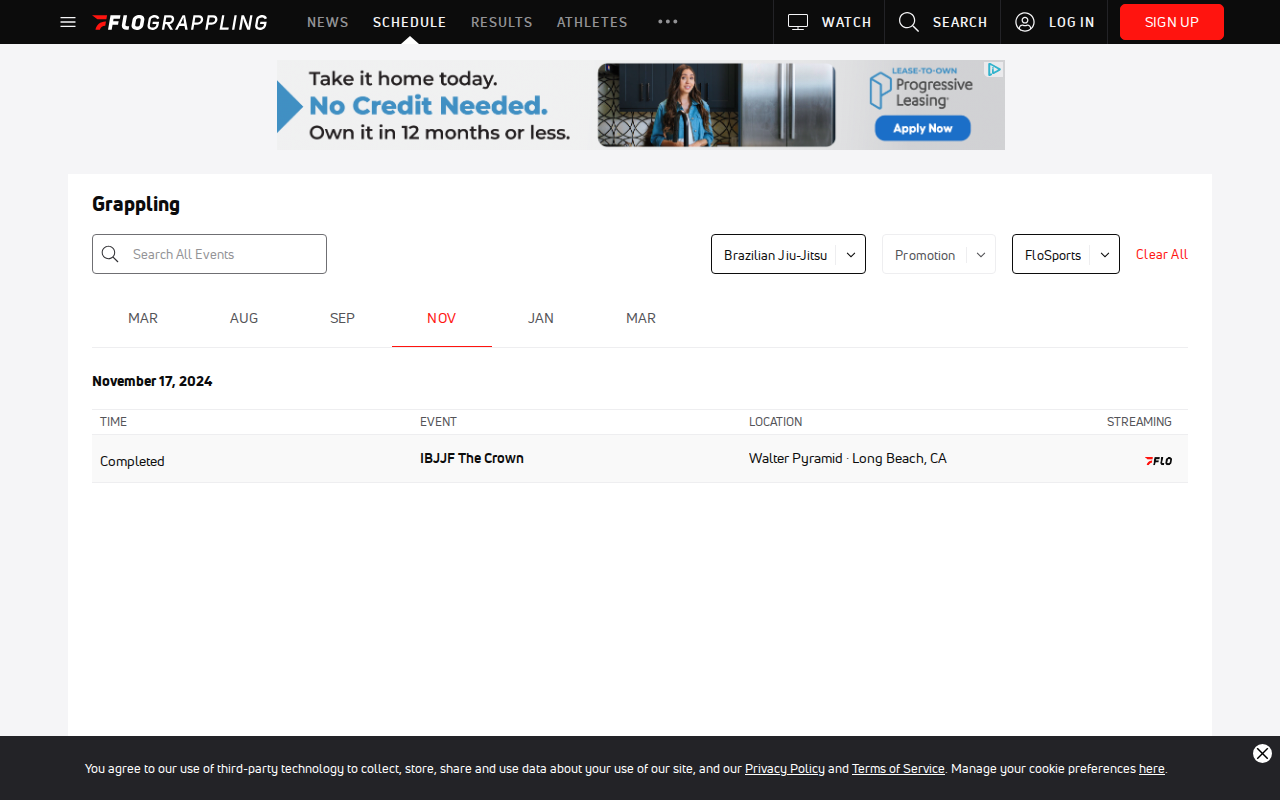 FLOGRAPPLING NEWS SCHEDULE RESULTS ATHLETES ••• WATCH SEARCH LOG IN SIGN UP
Take it home today.
No Credit Needed.
Own it in 12 months or less.
LEASE-TO-OWN
Progressive
Leasing
Apply Now
Grappling
Search All Events
Brazilian Jiu-Jitsu Promotion FloSports Clear All
MAR AUG SEP NOV JAN MAR
November 17, 2024
TIME EVENT LOCATION STREAMING
Completed IBJJF The Crown Walter Pyramid · Long Beach, CA FLO
You agree to our use of third-party technology to collect, store, share and use data about your use of our site, and our Privacy Policy and Terms of Service. Manage your cookie preferences here.